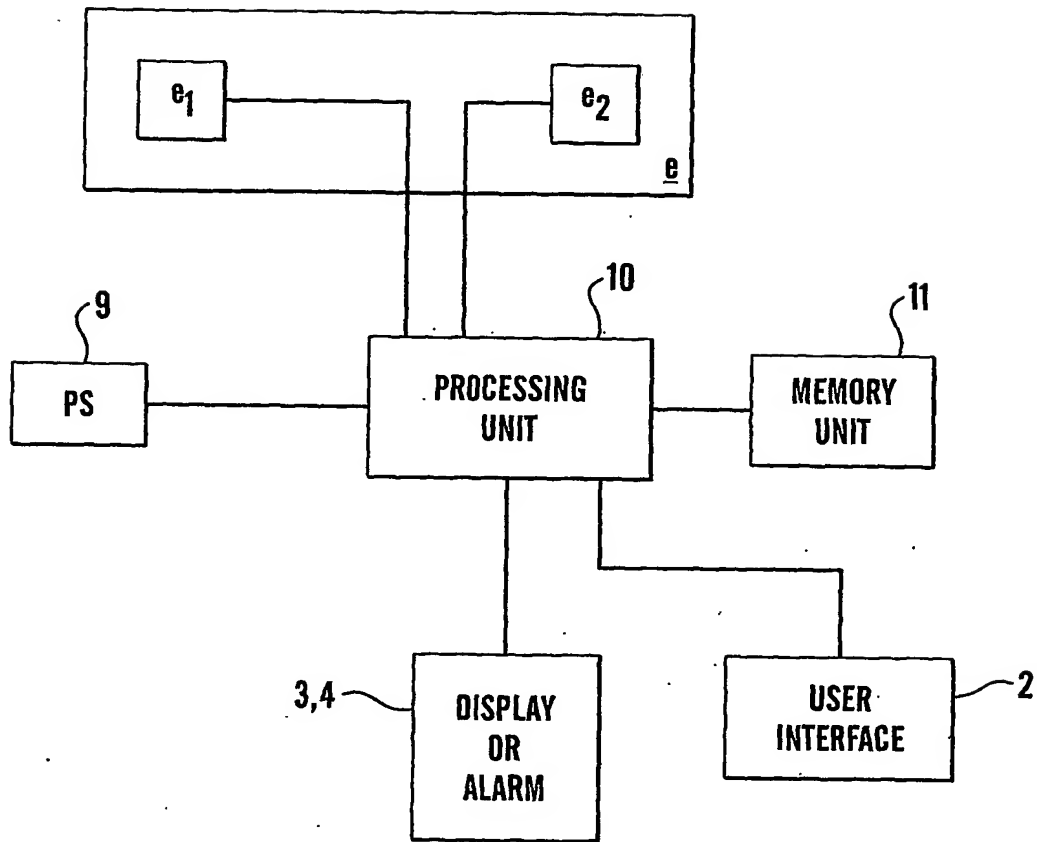 e1
e2
e
10
11
9
PS
PROCESSING
UNIT
MEMORY
UNIT
3,4
DISPLAY
OR
ALARM
USER
INTERFACE
2